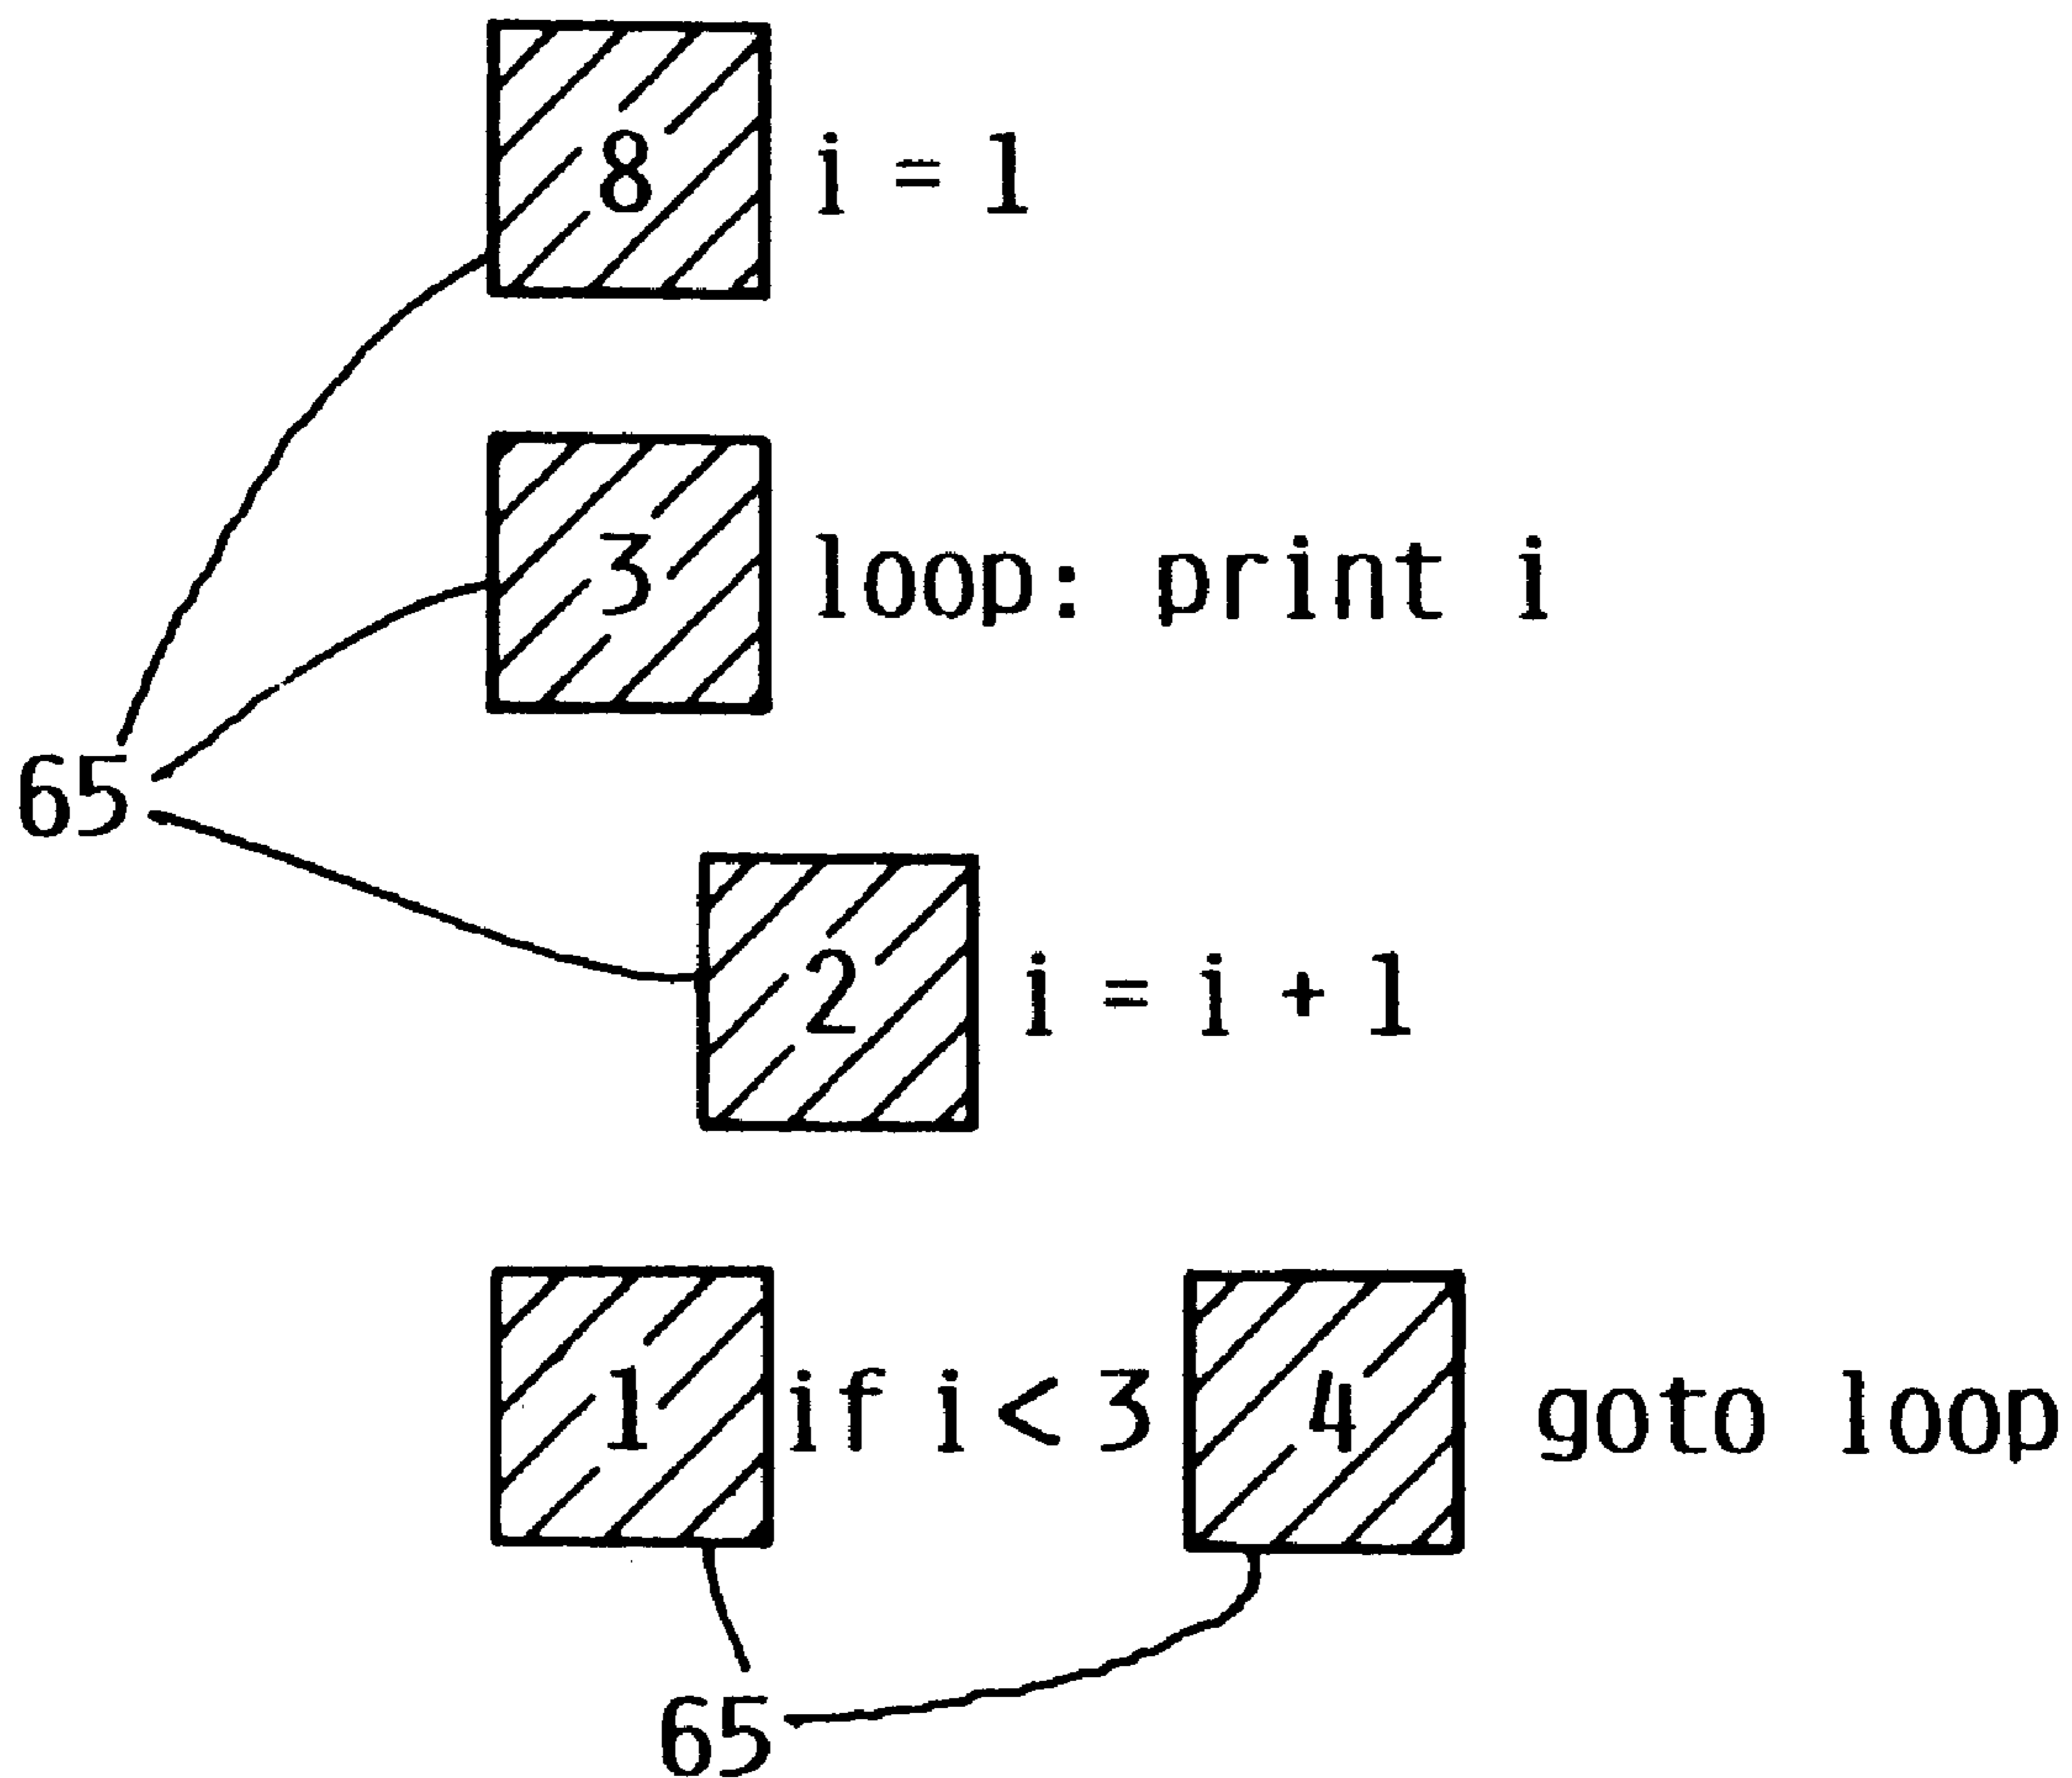 8 i = 1
3 loop: print i
65
2 i = i + 1
1 if i < 3 4 goto loop
65